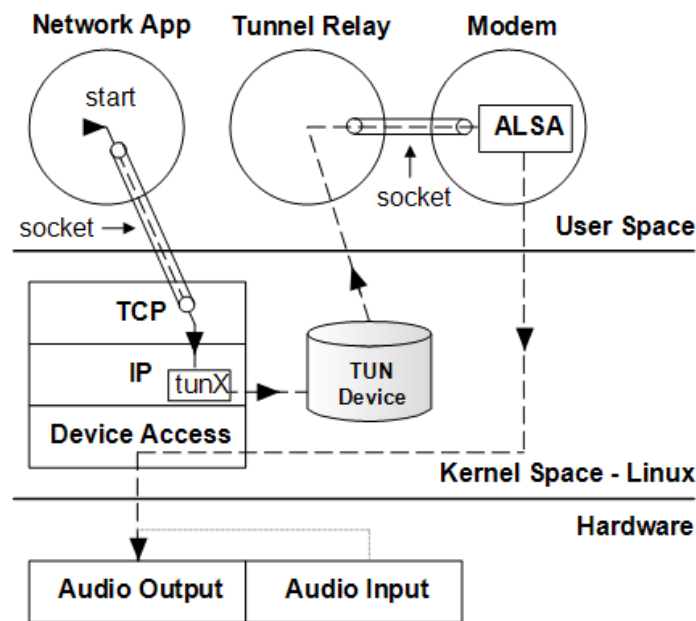 Network App
Tunnel Relay
Modem
start
ALSA
socket
socket
User Space
TCP
IP
tunX
TUN
Device
Device Access
Kernel Space - Linux
Hardware
Audio Output
Audio Input